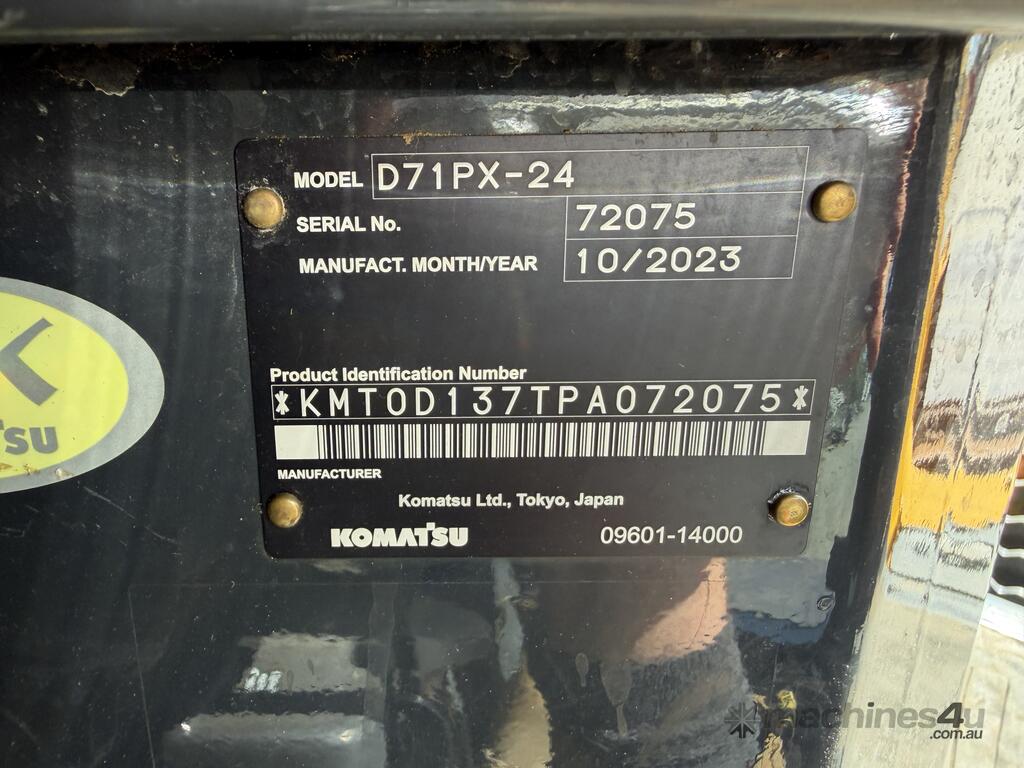 MODEL D71PX-24
SERIAL No. 72075
MANUFACT. MONTH/YEAR 10/2023
Product Identification Number
*KMT0D137TPA072075*
MANUFACTURER
Komatsu Ltd., Tokyo, Japan
KOMATSU 09601-14000
TSU
machines4u
.com.au